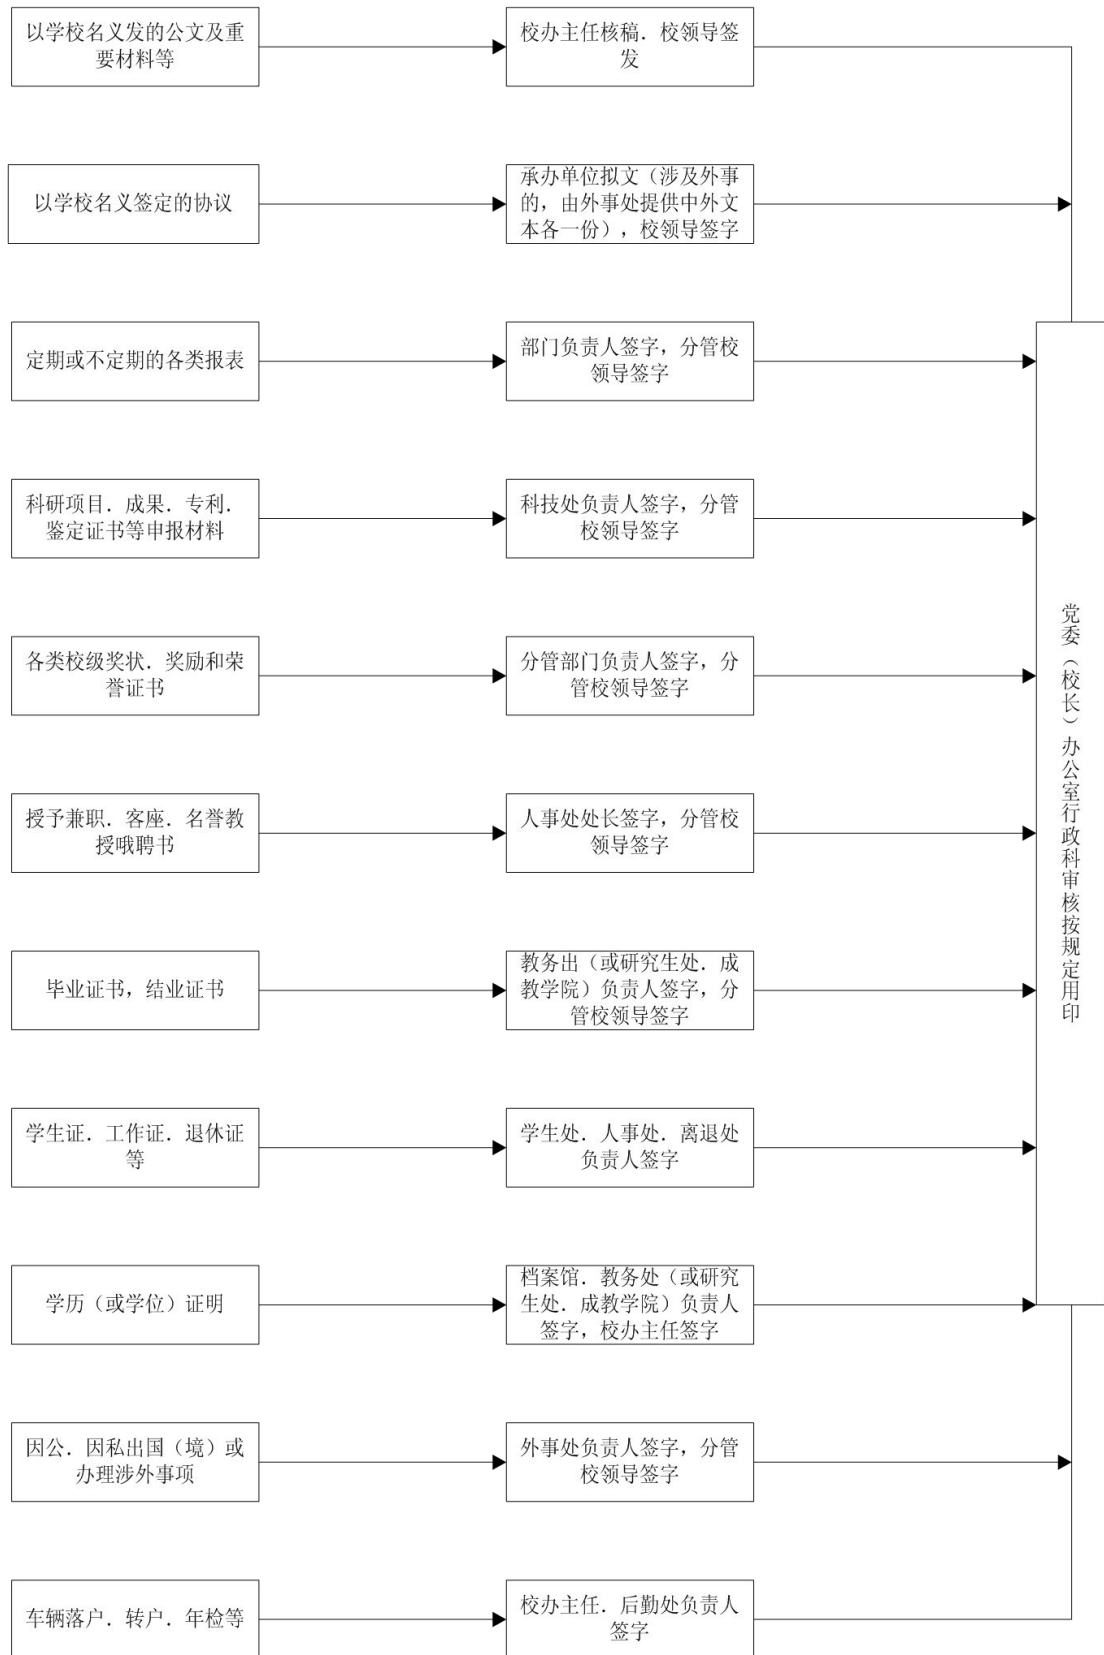 以学校名义发的公文及重
要材料等
校办主任核稿．校领导签
发
以学校名义签定的协议
承办单位拟文（涉及外事
的，由外事处提供中外文
本各一份），校领导签字
定期或不定期的各类报表
部门负责人签字，分管校
领导签字
科研项目．成果．专利．
鉴定证书等申报材料
科技处负责人签字，分管
校领导签字
各类校级奖状．奖励和荣
誉证书
分管部门负责人签字，分
管校领导签字
授予兼职．客座．名誉教
授哦聘书
人事处处长签字，分管校
领导签字
毕业证书，结业证书
教务出（或研究生处．成
教学院）负责人签字，分
管校领导签字
学生证．工作证．退休证
等
学生处．人事处．离退处
负责人签字
学历（或学位）证明
档案馆．教务处（或研究
生处．成教学院）负责人
签字，校办主任签字
因公．因私出国（境）或
办理涉外事项
外事处负责人签字，分管
校领导签字
车辆落户．转户．年检等
校办主任．后勤处负责人
签字
党委（校长）办公室行政科审核按规定用印